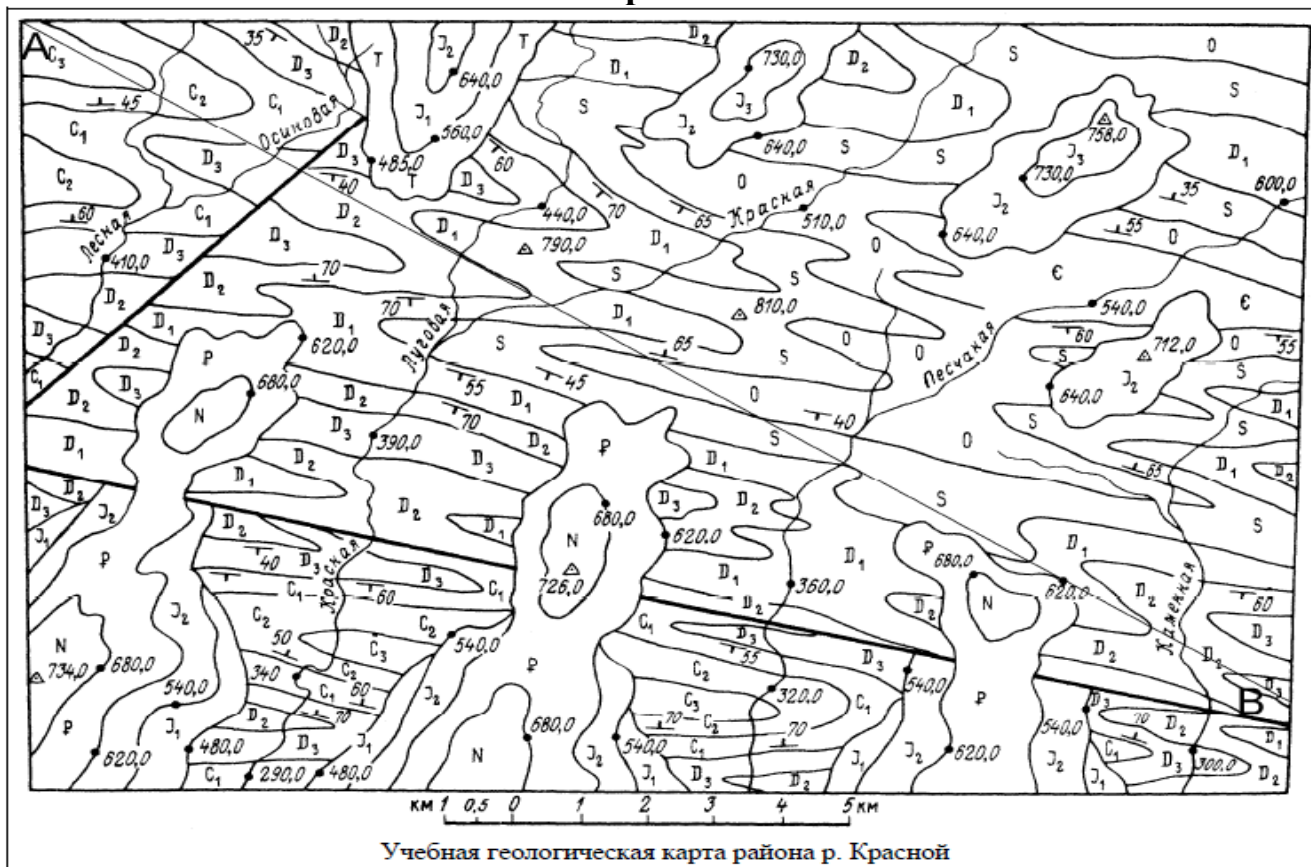 A C₃ 35 D₂ T J₂ 640,0 T D₂ 730,0 D₂ O
D₃ D₁ S S
45 C₂ C₁ J₁ 560,0 J₃ J₂ D₁ 758,0
C₁ Осиновая D₃ 485,0 T D₃ 60 640,0 S S J₃ D₁
C₂ 40 D₂ 70 65 O Красная 730,0 35 600,0
60 C₁ D₃ D₁ 440,0 510,0 J₂ S
Лесная 410,0 790,0 D₁ 640,0 55 O
D₂ 70 S S Є
D₂ D₁ 70 810,0 O 540,0 Є
D₃ D₁ Луговая D₁ O Песчаная 60 712,0 55
₽ 620,0 S 65 O S J₂ O
C₁ D₂ 680,0 55 45 O 640,0 S
D₂ D₃ N D₂ D₁ 40 S D₁
D₁ D₃ 70 390,0 D₂ S O 65 D₁ D₂
D₂ D₂ D₃ ₽ D₁
D₃ J₂ D₁ D₂ 680,0 D₃ D₂ S S
J₁ D₂ D₁ N 620.0 D₁ D₁
₽ 40 D₃ D₃ C₁ 726,0 D₁ 360,0 ₽ 680,0 620,0 D₂ 60
J₂ C₁ Красная 60 D₂ D₂ N Каменная D₃
N C₂ C₂ 540,0 C₁ D₃ D₃ D₂ D₂
734,0 680,0 50 C₃ ₽ C₂ 55 540,0 ₽ D₃ B D₃
540,0 340 C₂ 60 J₂ C₃ 320.0 C₁ 540,0 70 D₁
₽ J₁ C₁ 70 N 680,0 70 C₂ 70 J₂ C₁
620,0 480,0 D₂ D₃ J₁ 540,0 C₁ J₁ 620,0 J₂ D₃ 300,0 D₂
C₁ 290,0 480,0 J₂ J₁ D₃ D₂ J₁
км 1 0,5 0 1 2 3 4 5 км
Учебная геологическая карта района р. Красной